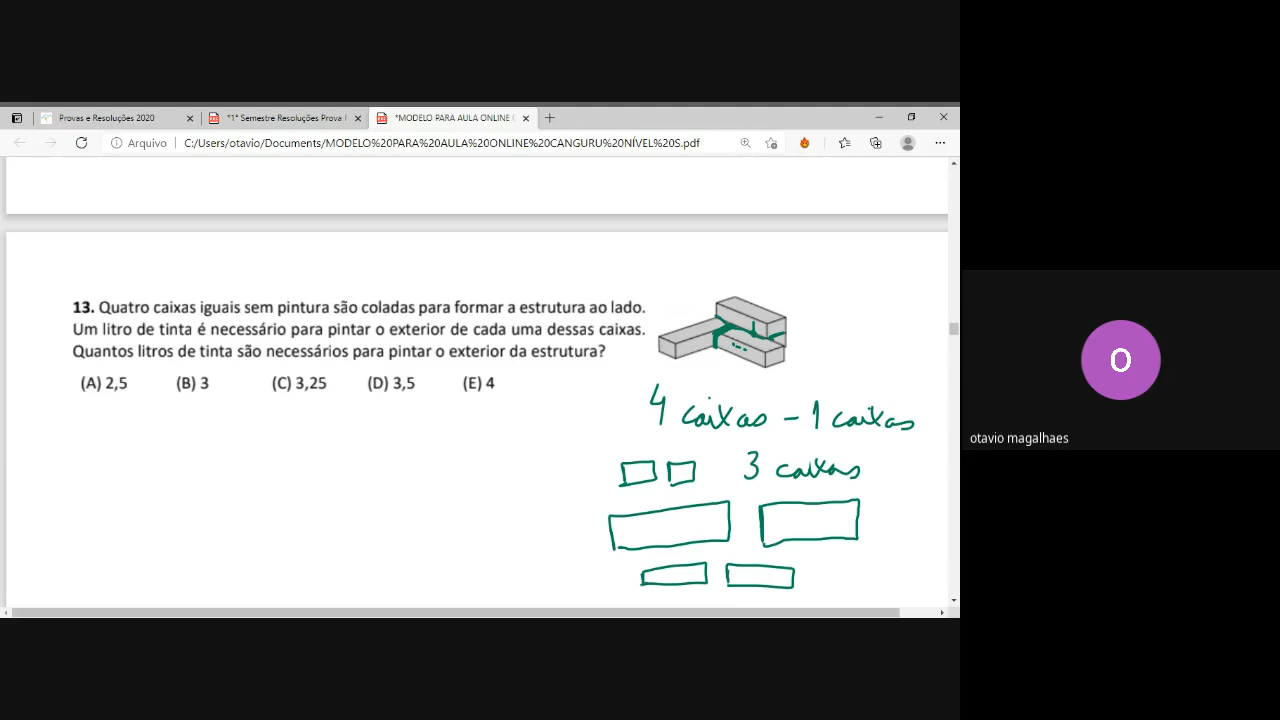 Provas e Resoluções 2020
*1° Semestre Resoluções Prova
*MODELO PARA AULA ONLINE
Arquivo
C:/Users/otavio/Documents/MODELO%20PARA%20AULA%20ONLINE%20CANGURU%20NÍVEL%20S.pdf
13. Quatro caixas iguais sem pintura são coladas para formar a estrutura ao lado.
Um litro de tinta é necessário para pintar o exterior de cada uma dessas caixas.
Quantos litros de tinta são necessários para pintar o exterior da estrutura?
(A) 2,5 (B) 3 (C) 3,25 (D) 3,5 (E) 4
4 caixas - 1 caixas
3 caixas
O
otavio magalhaes